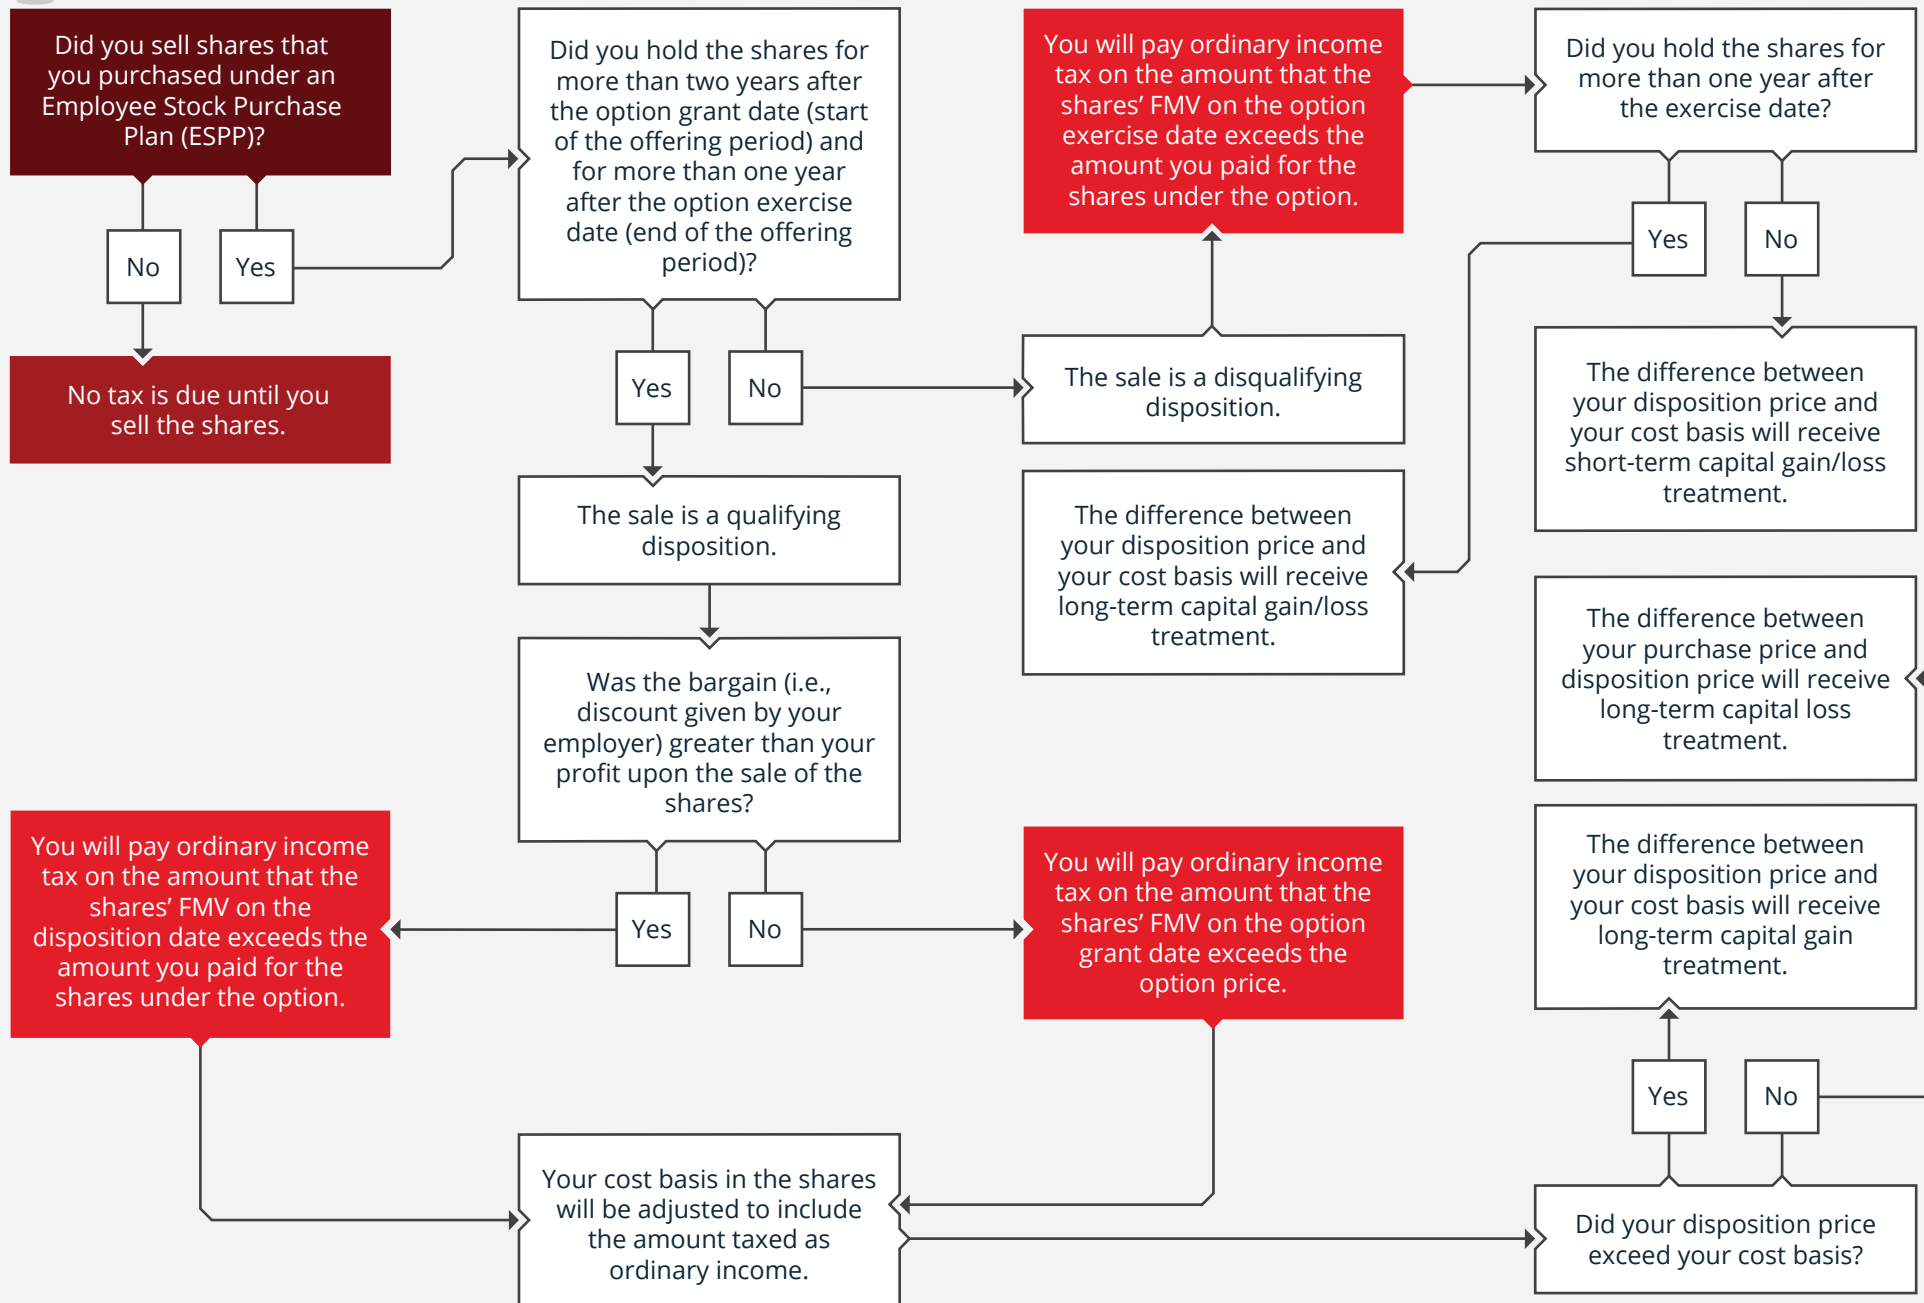 Did you sell shares that
you purchased under an
Employee Stock Purchase
Plan (ESPP)?
No
Yes
No tax is due until you
sell the shares.
Did you hold the shares for
more than two years after
the option grant date (start
of the offering period) and
for more than one year
after the option exercise
date (end of the offering
period)?
Yes
No
The sale is a disqualifying
disposition.
You will pay ordinary income
tax on the amount that the
shares’ FMV on the option
exercise date exceeds the
amount you paid for the
shares under the option.
Did you hold the shares for
more than one year after
the exercise date?
Yes
No
The difference between
your disposition price and
your cost basis will receive
short-term capital gain/loss
treatment.
The difference between
your disposition price and
your cost basis will receive
long-term capital gain/loss
treatment.
The sale is a qualifying
disposition.
Was the bargain (i.e.,
discount given by your
employer) greater than your
profit upon the sale of the
shares?
Yes
No
You will pay ordinary income
tax on the amount that the
shares’ FMV on the
disposition date exceeds the
amount you paid for the
shares under the option.
You will pay ordinary income
tax on the amount that the
shares’ FMV on the option
grant date exceeds the
option price.
Your cost basis in the shares
will be adjusted to include
the amount taxed as
ordinary income.
Did your disposition price
exceed your cost basis?
Yes
No
The difference between
your disposition price and
your cost basis will receive
long-term capital gain
treatment.
The difference between
your purchase price and
disposition price will receive
long-term capital loss
treatment.